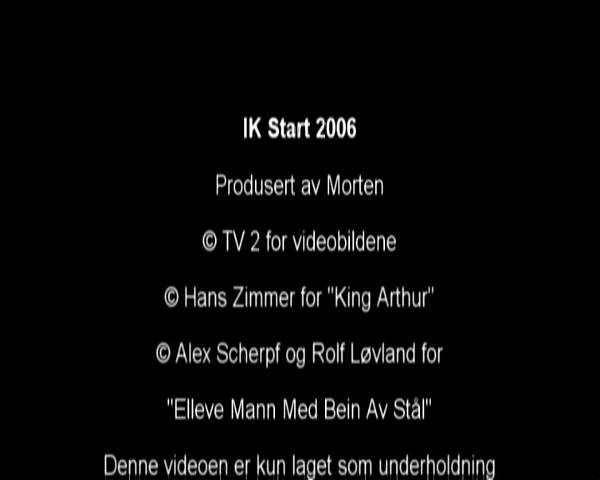 IK Start 2006
Produsert av Morten
© TV 2 for videobildene
© Hans Zimmer for "King Arthur"
© Alex Scherpf og Rolf Løvland for
"Elleve Mann Med Bein Av Stål"
Denne videoen er kun laget som underholdning